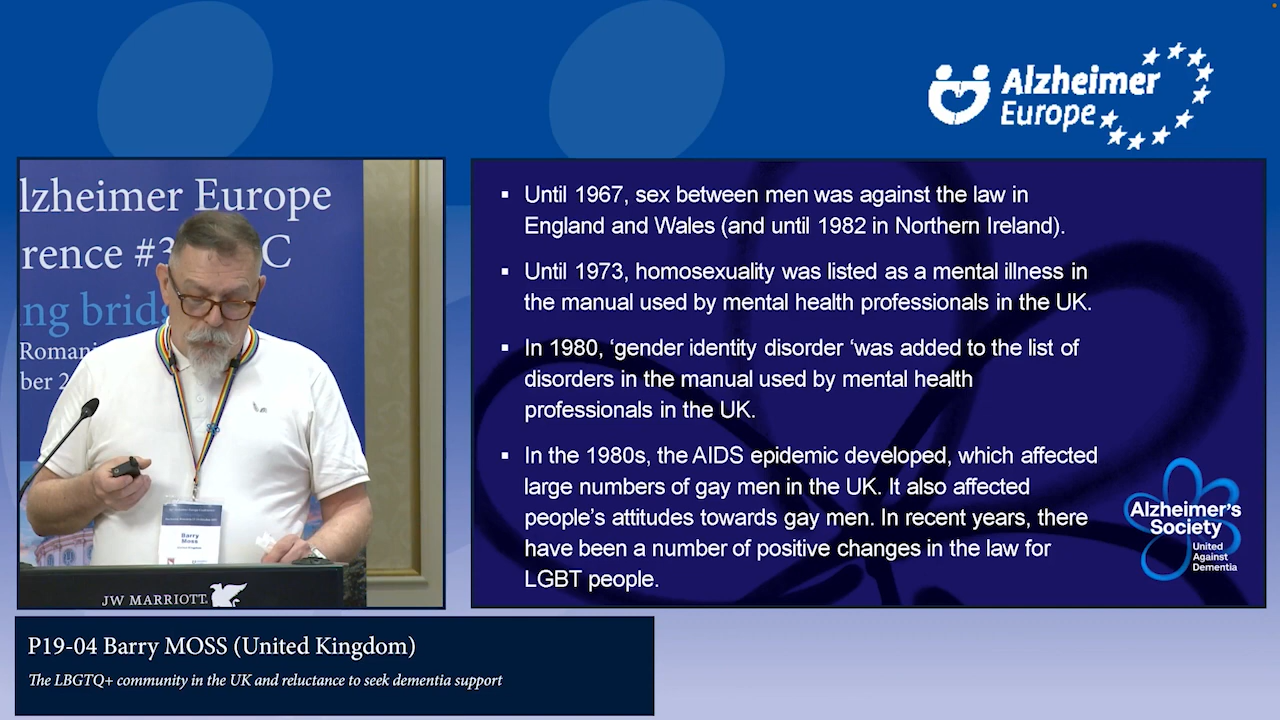 Alzheimer
Europe
lzheimer Europe
rence #3 C
ng brid
Romani
ber 2
Barry
Moss
JW MARRIOTT
▪ Until 1967, sex between men was against the law in
England and Wales (and until 1982 in Northern Ireland).
▪ Until 1973, homosexuality was listed as a mental illness in
the manual used by mental health professionals in the UK.
▪ In 1980, ‘gender identity disorder ‘was added to the list of
disorders in the manual used by mental health
professionals in the UK.
▪ In the 1980s, the AIDS epidemic developed, which affected
large numbers of gay men in the UK. It also affected
people’s attitudes towards gay men. In recent years, there
have been a number of positive changes in the law for
LGBT people.
Alzheimer’s
Society
United
Against
Dementia
P19-04 Barry MOSS (United Kingdom)
The LBGTQ+ community in the UK and reluctance to seek dementia support